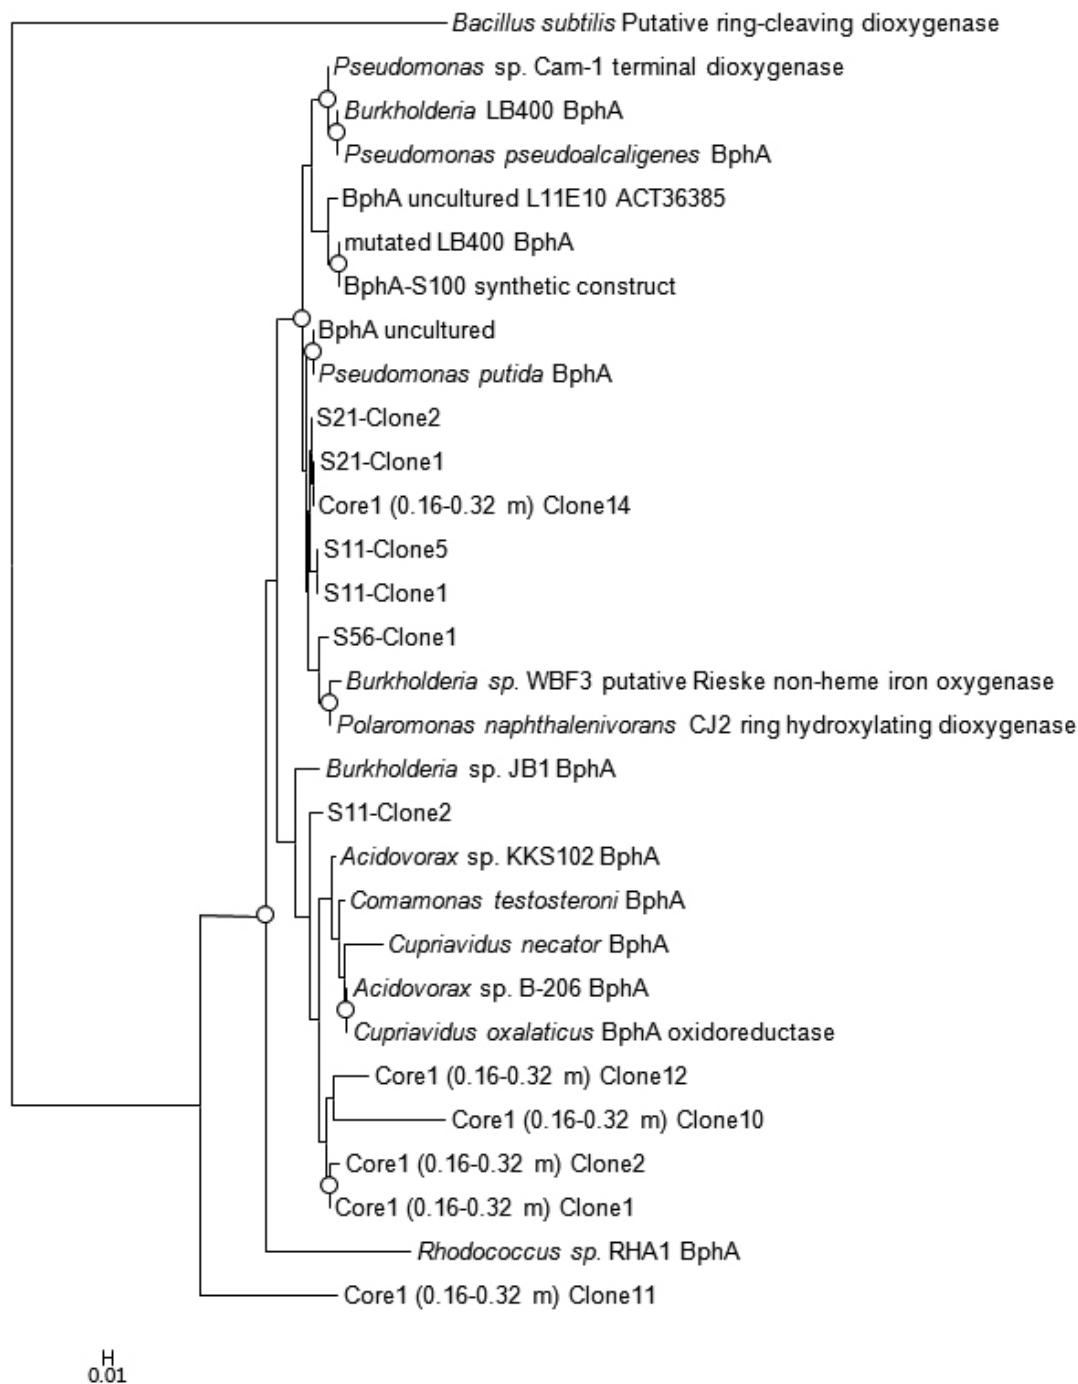 Bacillus subtilis Putative ring-cleaving dioxygenase
Pseudomonas sp. Cam-1 terminal dioxygenase
Burkholderia LB400 BphA
Pseudomonas pseudoalcaligenes BphA
BphA uncultured L11E10 ACT36385
mutated LB400 BphA
BphA-S100 synthetic construct
BphA uncultured
Pseudomonas putida BphA
S21-Clone2
S21-Clone1
Core1 (0.16-0.32 m) Clone14
S11-Clone5
S11-Clone1
S56-Clone1
Burkholderia sp. WBF3 putative Rieske non-heme iron oxygenase
Polaromonas naphthalenivorans CJ2 ring hydroxylating dioxygenase
Burkholderia sp. JB1 BphA
S11-Clone2
Acidovorax sp. KKS102 BphA
Comamonas testosteroni BphA
Cupriavidus necator BphA
Acidovorax sp. B-206 BphA
Cupriavidus oxalaticus BphA oxidoreductase
Core1 (0.16-0.32 m) Clone12
Core1 (0.16-0.32 m) Clone10
Core1 (0.16-0.32 m) Clone2
Core1 (0.16-0.32 m) Clone1
Rhodococcus sp. RHA1 BphA
Core1 (0.16-0.32 m) Clone11
0.01